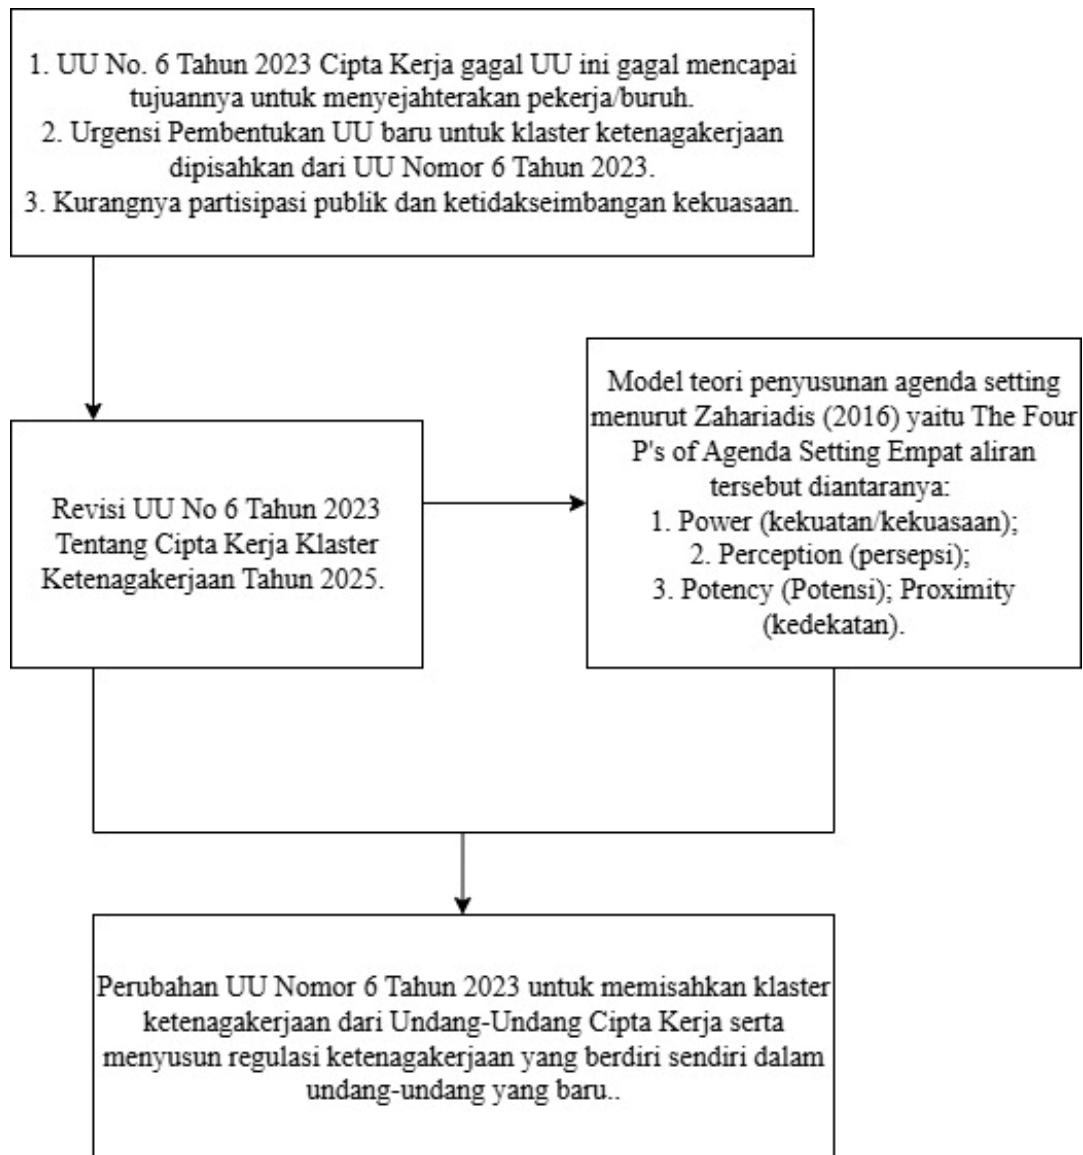 1. UU No. 6 Tahun 2023 Cipta Kerja gagal UU ini gagal mencapai
tujuannya untuk menyejahterakan pekerja/buruh.
2. Urgensi Pembentukan UU baru untuk klaster ketenagakerjaan
dipisahkan dari UU Nomor 6 Tahun 2023.
3. Kurangnya partisipasi publik dan ketidakseimbangan kekuasaan.
Revisi UU No 6 Tahun 2023
Tentang Cipta Kerja Klaster
Ketenagakerjaan Tahun 2025.
Model teori penyusunan agenda setting
menurut Zahariadis (2016) yaitu The Four
P's of Agenda Setting Empat aliran
tersebut diantaranya:
1. Power (kekuatan/kekuasaan);
2. Perception (persepsi);
3. Potency (Potensi); Proximity
(kedekatan).
Perubahan UU Nomor 6 Tahun 2023 untuk memisahkan klaster
ketenagakerjaan dari Undang-Undang Cipta Kerja serta
menyusun regulasi ketenagakerjaan yang berdiri sendiri dalam
undang-undang yang baru..